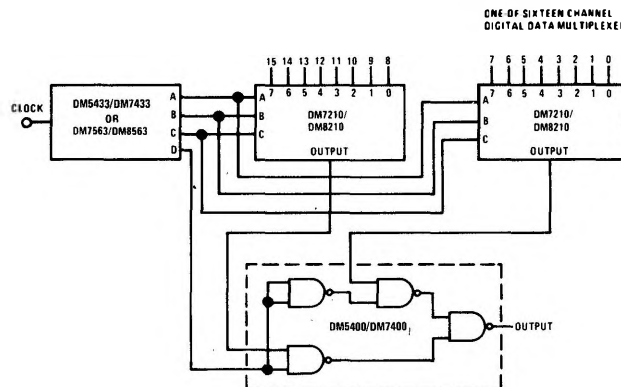 ONE OF SIXTEEN CHANNEL
DIGITAL DATA MULTIPLEXER
15 14 13 12 11 10 9 8
7 6 5 4 3 2 1 0
7 6 5 4 3 2 1 0
7 6 5 4 3 2 1 0
CLOCK
DM5433/DM7433
OR
DM7563/DM8563
A
B
C
D
A
B
C
DM7210/
DM8210
OUTPUT
A
B
C
DM7210/
DM8210
OUTPUT
DM5400/DM7400
OUTPUT